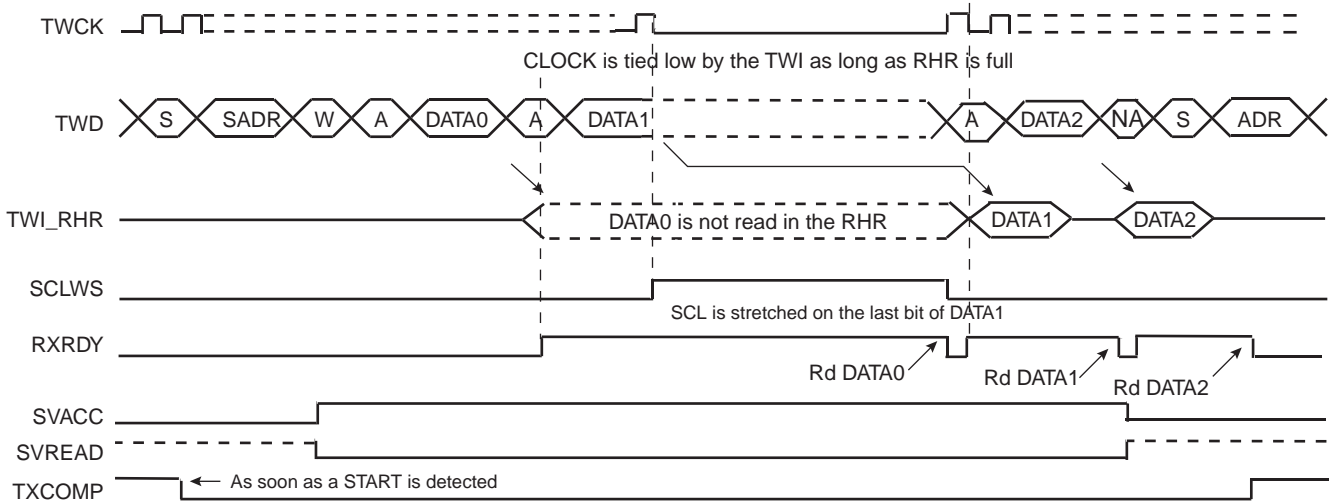 TWCK
CLOCK is tied low by the TWI as long as RHR is full
TWD S SADR W A DATA0 A DATA1 A DATA2 NA S ADR
TWI_RHR DATA0 is not read in the RHR DATA1 DATA2
SCLWS
SCL is stretched on the last bit of DATA1
RXRDY
Rd DATA0 Rd DATA1 Rd DATA2
SVACC
SVREAD
TXCOMP As soon as a START is detected